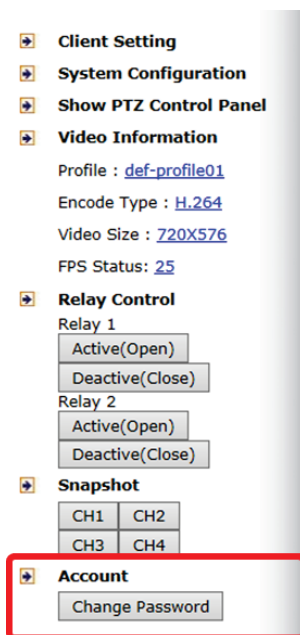 Client Setting
System Configuration
Show PTZ Control Panel
Video Information
Profile : def-profile01
Encode Type : H.264
Video Size : 720X576
FPS Status: 25
Relay Control
Relay 1
Active(Open)
Deactive(Close)
Relay 2
Active(Open)
Deactive(Close)
Snapshot
CH1 CH2
CH3 CH4
Account
Change Password